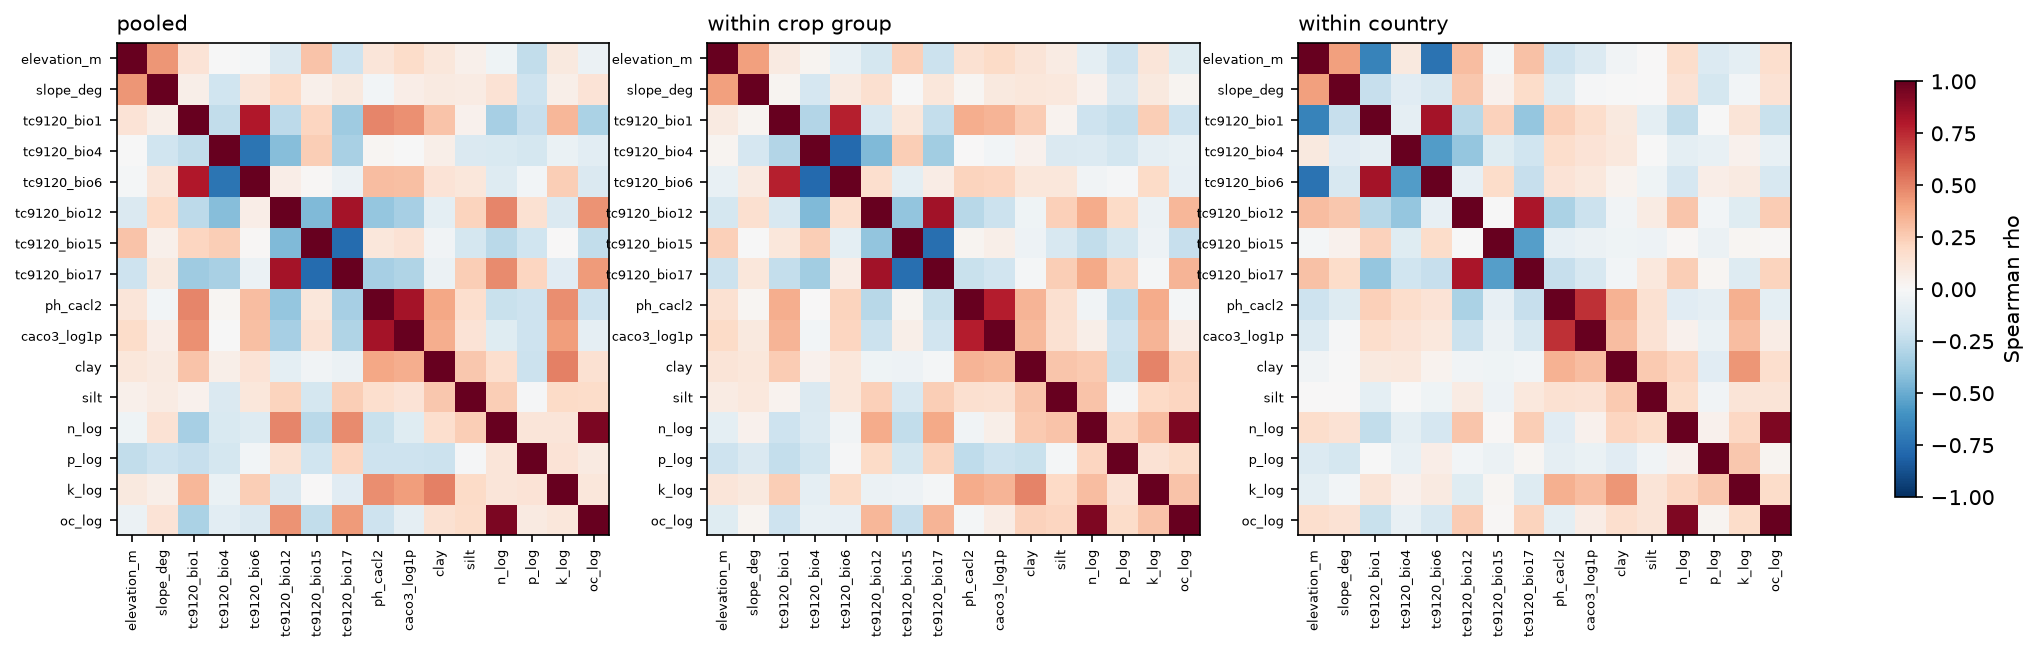 pooled
within crop group
within country
elevation_m
slope_deg
tc9120_bio1
tc9120_bio4
tc9120_bio6
tc9120_bio12
tc9120_bio15
tc9120_bio17
ph_cacl2
caco3_log1p
clay
silt
n_log
p_log
k_log
oc_log
elevation_m
slope_deg
tc9120_bio1
tc9120_bio4
tc9120_bio6
tc9120_bio12
tc9120_bio15
tc9120_bio17
ph_cacl2
caco3_log1p
clay
silt
n_log
p_log
k_log
oc_log
elevation_m
slope_deg
tc9120_bio1
tc9120_bio4
tc9120_bio6
tc9120_bio12
tc9120_bio15
tc9120_bio17
ph_cacl2
caco3_log1p
clay
silt
n_log
p_log
k_log
oc_log
elevation_m
slope_deg
tc9120_bio1
tc9120_bio4
tc9120_bio6
tc9120_bio12
tc9120_bio15
tc9120_bio17
ph_cacl2
caco3_log1p
clay
silt
n_log
p_log
k_log
oc_log
elevation_m
slope_deg
tc9120_bio1
tc9120_bio4
tc9120_bio6
tc9120_bio12
tc9120_bio15
tc9120_bio17
ph_cacl2
caco3_log1p
clay
silt
n_log
p_log
k_log
oc_log
elevation_m
slope_deg
tc9120_bio1
tc9120_bio4
tc9120_bio6
tc9120_bio12
tc9120_bio15
tc9120_bio17
ph_cacl2
caco3_log1p
clay
silt
n_log
p_log
k_log
oc_log
1.00
0.75
0.50
0.25
0.00
−0.25
−0.50
−0.75
−1.00
Spearman rho